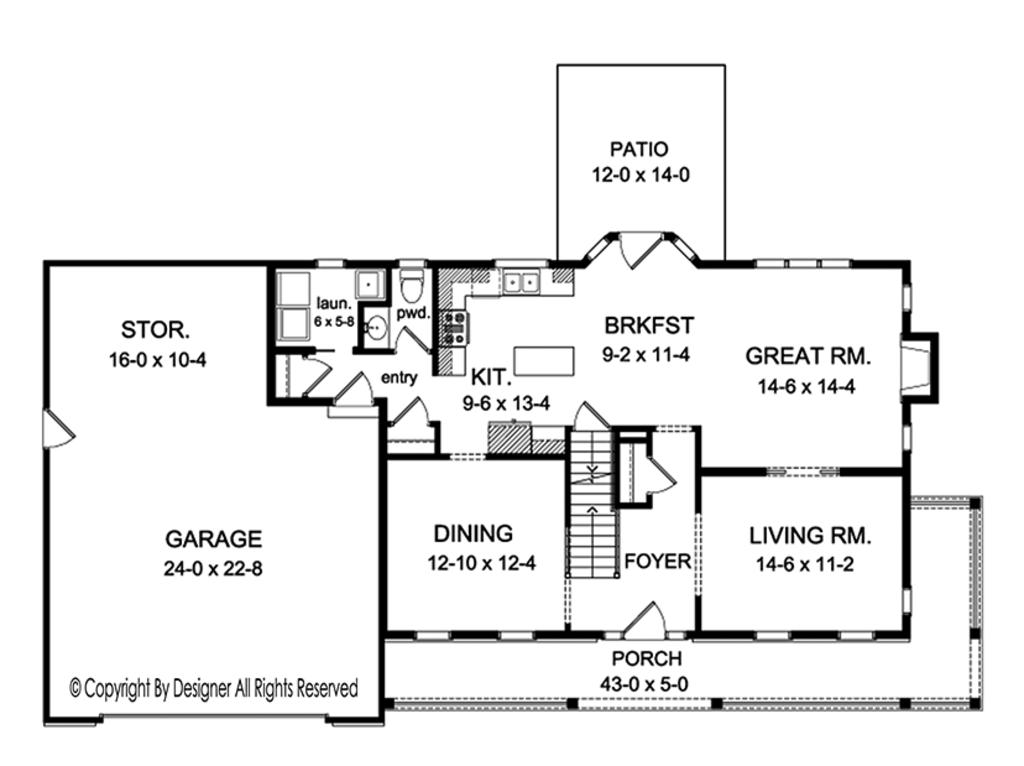 PATIO
12-0 x 14-0
laun.
6 x 5-8
pwd.
STOR.
16-0 x 10-4
BRKFST
9-2 x 11-4
GREAT RM.
14-6 x 14-4
entry
KIT.
9-6 x 13-4
GARAGE
24-0 x 22-8
DINING
12-10 x 12-4
FOYER
LIVING RM.
14-6 x 11-2
PORCH
43-0 x 5-0
© Copyright By Designer All Rights Reserved